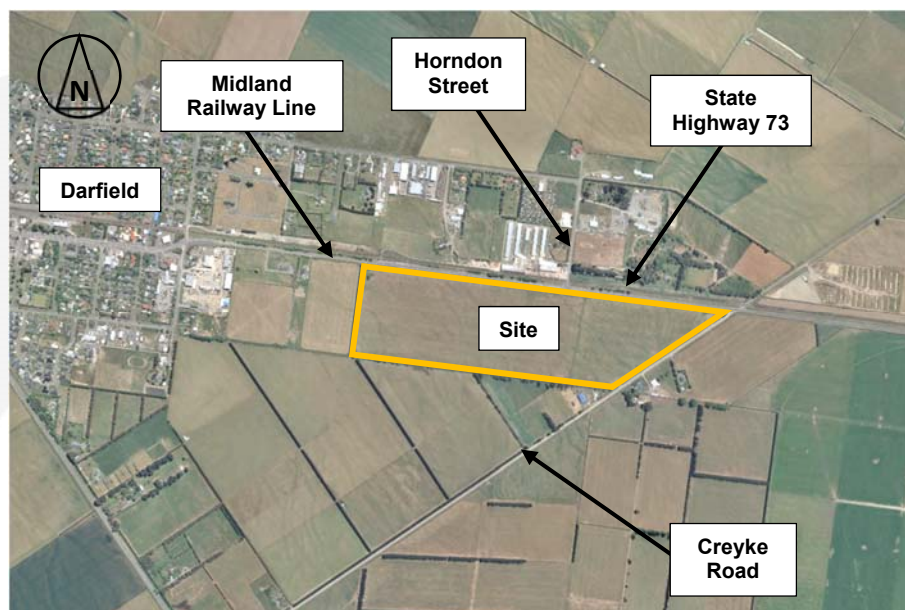 N
Midland
Railway Line
Horndon
Street
State
Highway 73
Darfield
Site
Creyke
Road